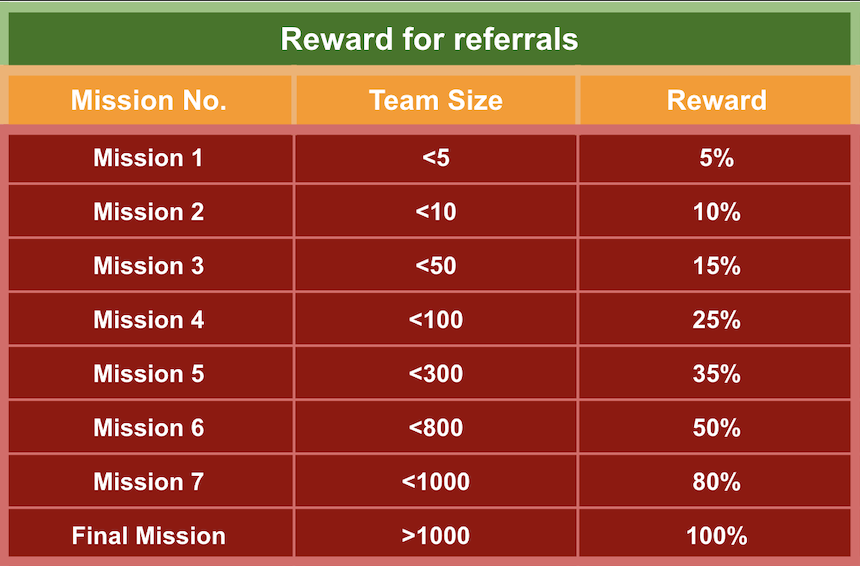 Reward for referrals
Mission No. Team Size Reward
Mission 1 <5 5%
Mission 2 <10 10%
Mission 3 <50 15%
Mission 4 <100 25%
Mission 5 <300 35%
Mission 6 <800 50%
Mission 7 <1000 80%
Final Mission >1000 100%